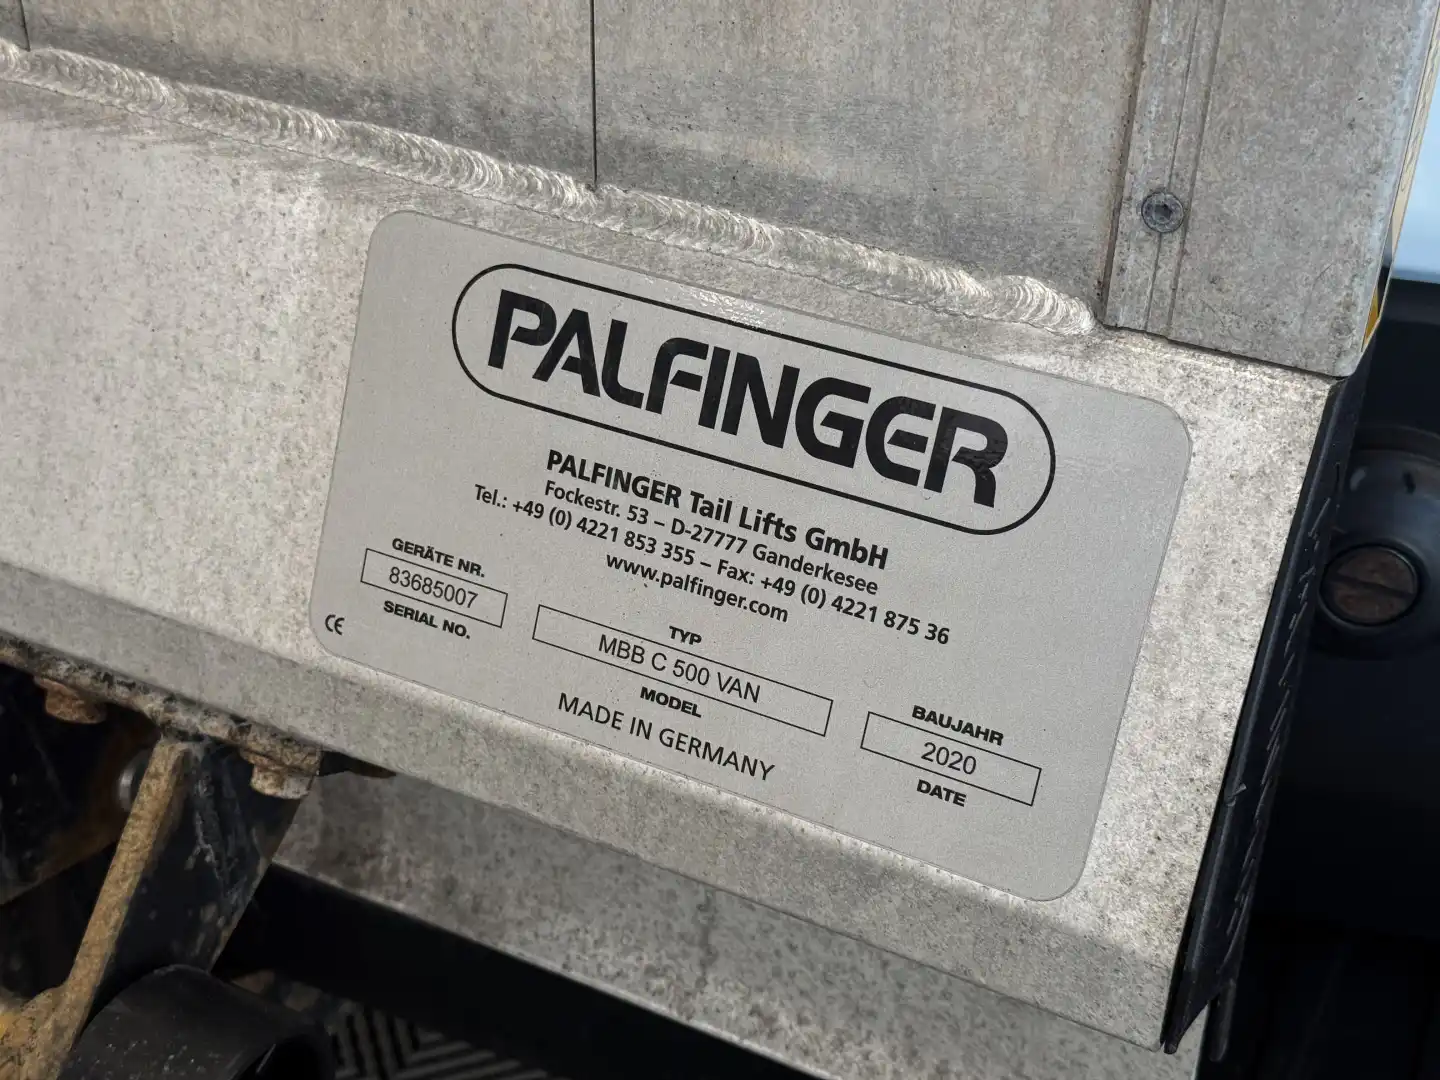 PALFINGER
PALFINGER Tail Lifts GmbH
Fockestr. 53 – D-27777 Ganderkesee
Tel.: +49 (0) 4221 853 355 – Fax: +49 (0) 4221 875 36
www.palfinger.com
GERÄTE NR.
83685007
SERIAL NO.
CE
TYP
MBB C 500 VAN
MODEL
MADE IN GERMANY
BAUJAHR
2020
DATE